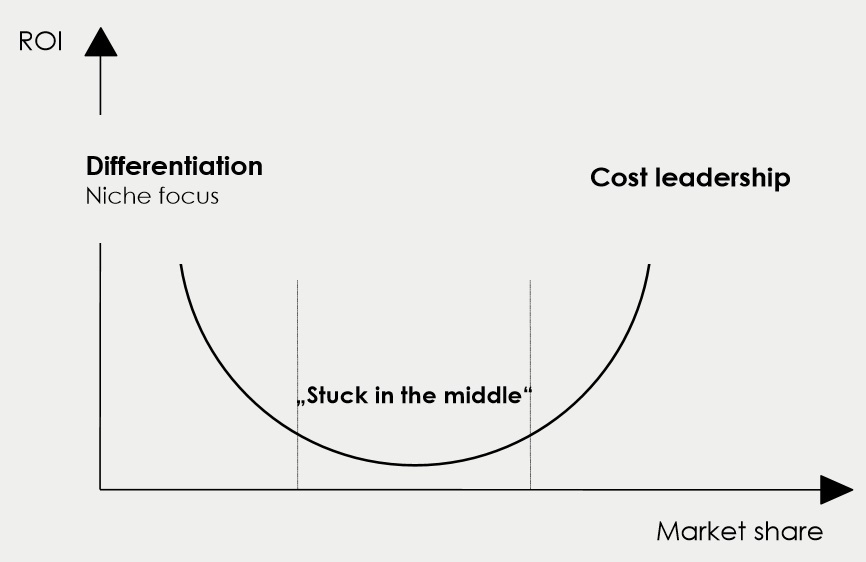 ROI
Differentiation
Niche focus
Cost leadership
„Stuck in the middle“
Market share